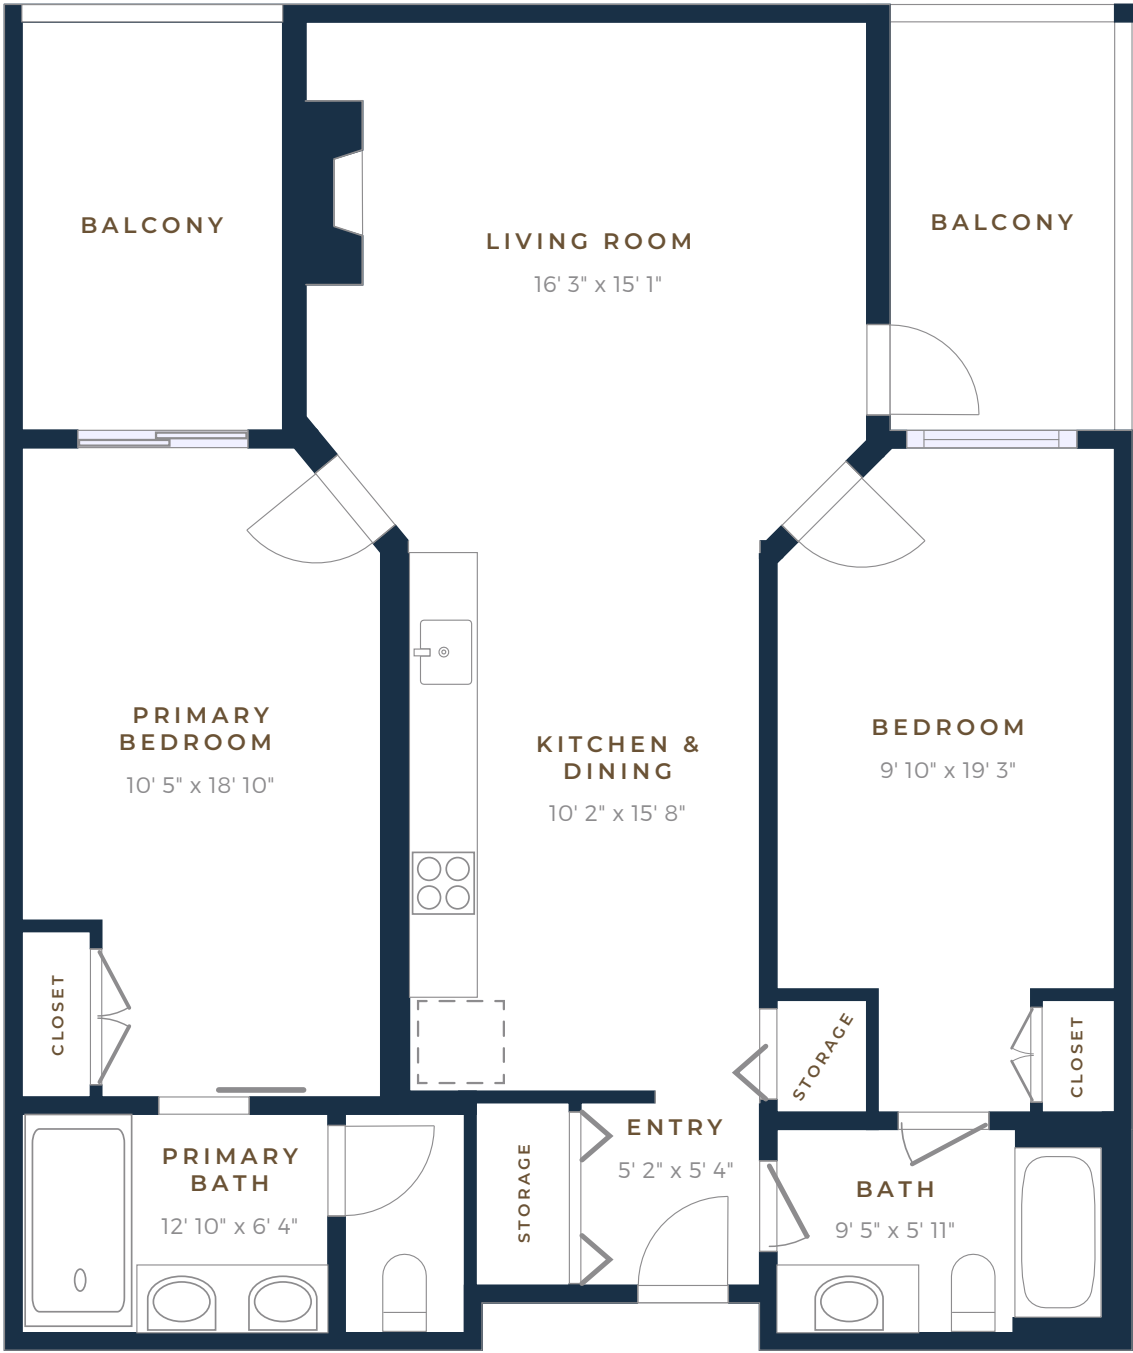 BALCONY
LIVING ROOM
16' 3" x 15' 1"
BALCONY
PRIMARY
BEDROOM
10' 5" x 18' 10"
KITCHEN &
DINING
10' 2" x 15' 8"
BEDROOM
9' 10" x 19' 3"
CLOSET
STORAGE
CLOSET
PRIMARY
BATH
12' 10" x 6' 4"
STORAGE
ENTRY
5' 2" x 5' 4"
BATH
9' 5" x 5' 11"